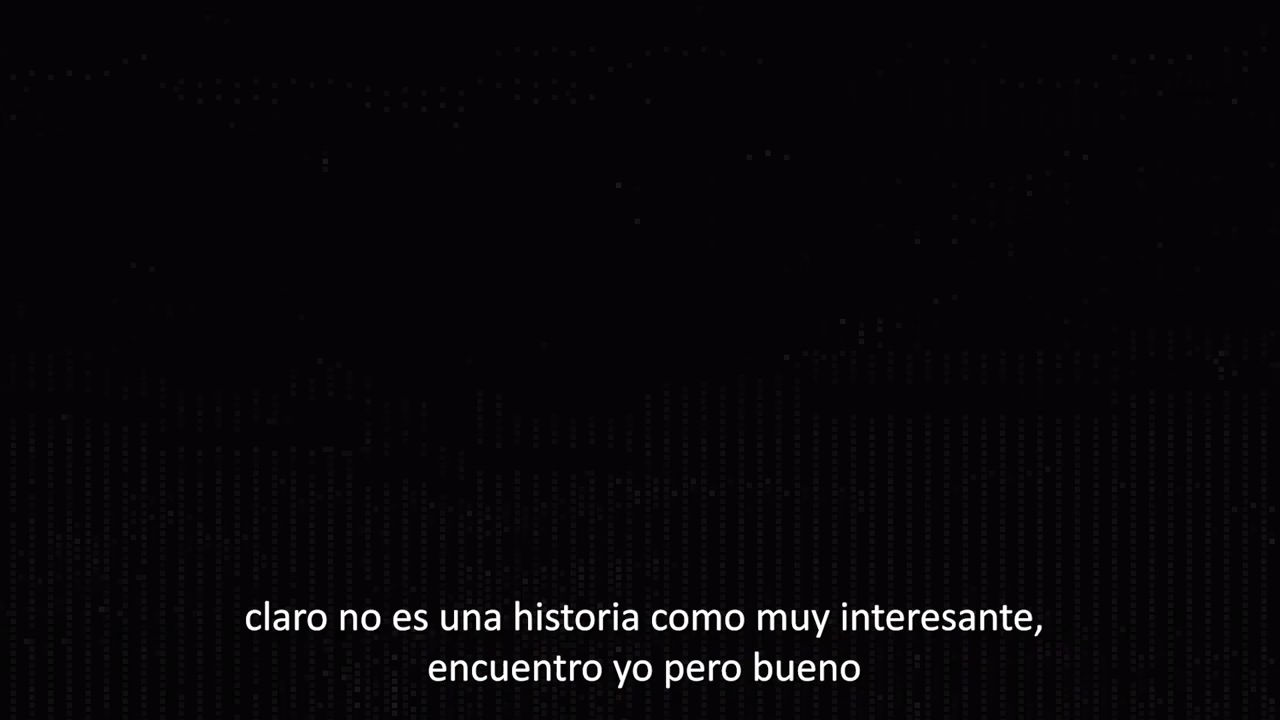 claro no es una historia como muy interesante,
encuentro yo pero bueno